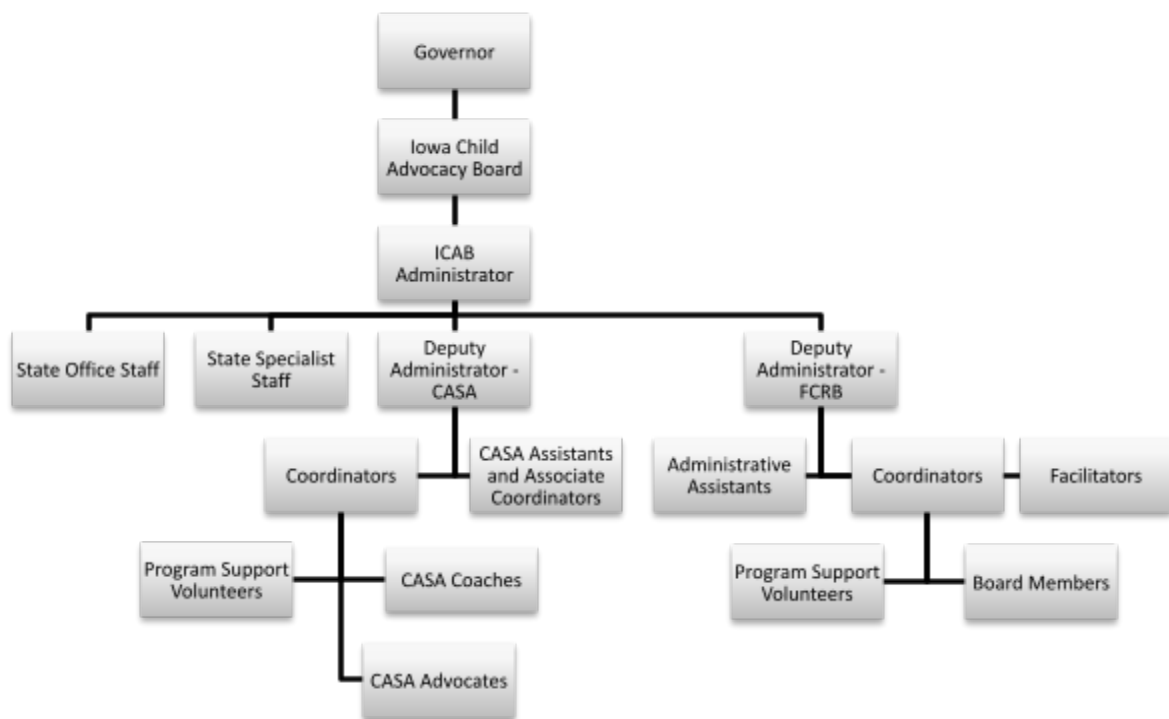 Governor
Iowa Child
Advocacy Board
ICAB
Administrator
State Office Staff
State Specialist
Staff
Deputy
Administrator -
CASA
Deputy
Administrator -
FCRB
Coordinators
CASA Assistants
and Associate
Coordinators
Administrative
Assistants
Coordinators
Facilitators
Program Support
Volunteers
CASA Coaches
Program Support
Volunteers
Board Members
CASA Advocates